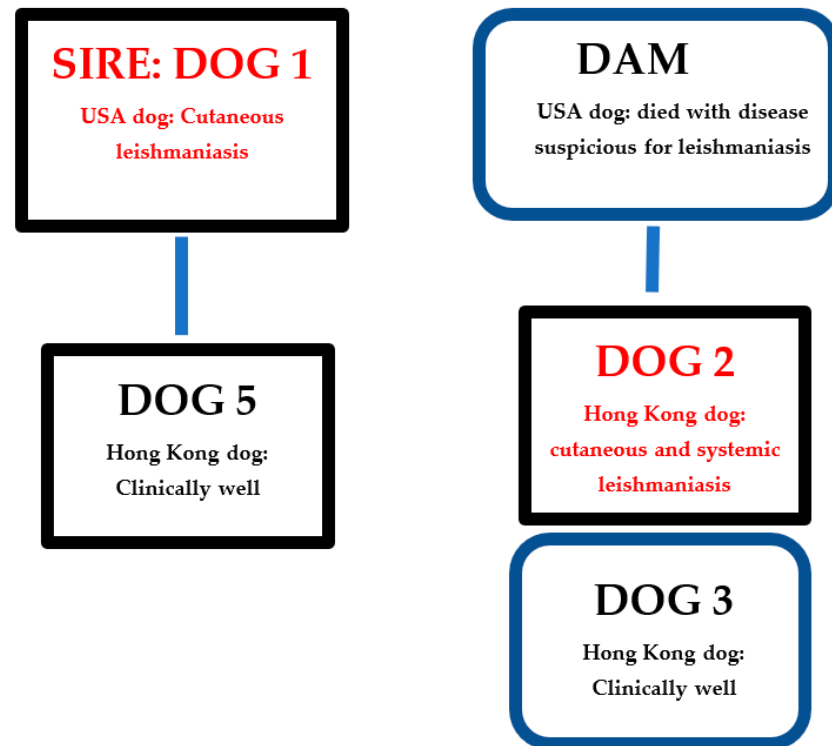 SIRE: DOG 1
USA dog: Cutaneous
leishmaniasis
DAM
USA dog: died with disease
suspicious for leishmaniasis
DOG 5
Hong Kong dog:
Clinically well
DOG 2
Hong Kong dog:
cutaneous and systemic
leishmaniasis
DOG 3
Hong Kong dog:
Clinically well